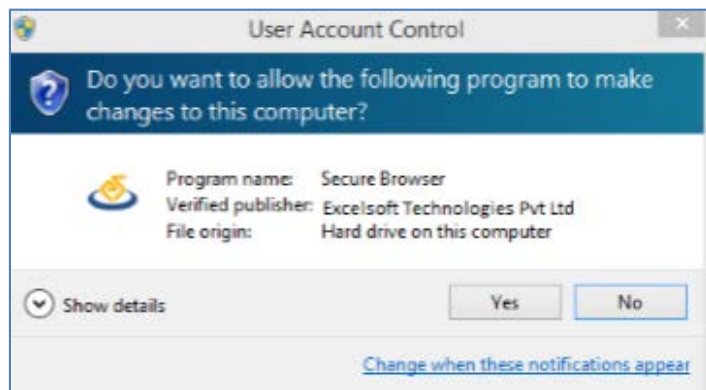 User Account Control
Do you want to allow the following program to make
changes to this computer?
Program name: Secure Browser
Verified publisher: Excelsoft Technologies Pvt Ltd
File origin: Hard drive on this computer
Show details
Yes No
Change when these notifications appear